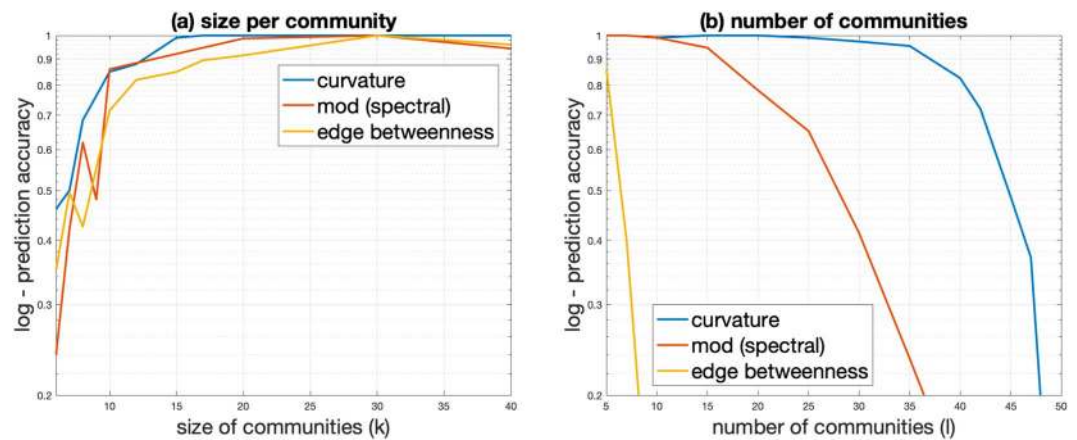 (a) size per community
1
0.9
0.8
0.7
0.6
0.5
0.4
0.3
0.2
log - prediction accuracy
curvature
mod (spectral)
edge betweenness
10 15 20 25 30 35 40
size of communities (k)
(b) number of communities
1
0.9
0.8
0.7
0.6
0.5
0.4
0.3
0.2
log - prediction accuracy
curvature
mod (spectral)
edge betweenness
5 10 15 20 25 30 35 40 45 50
number of communities (l)